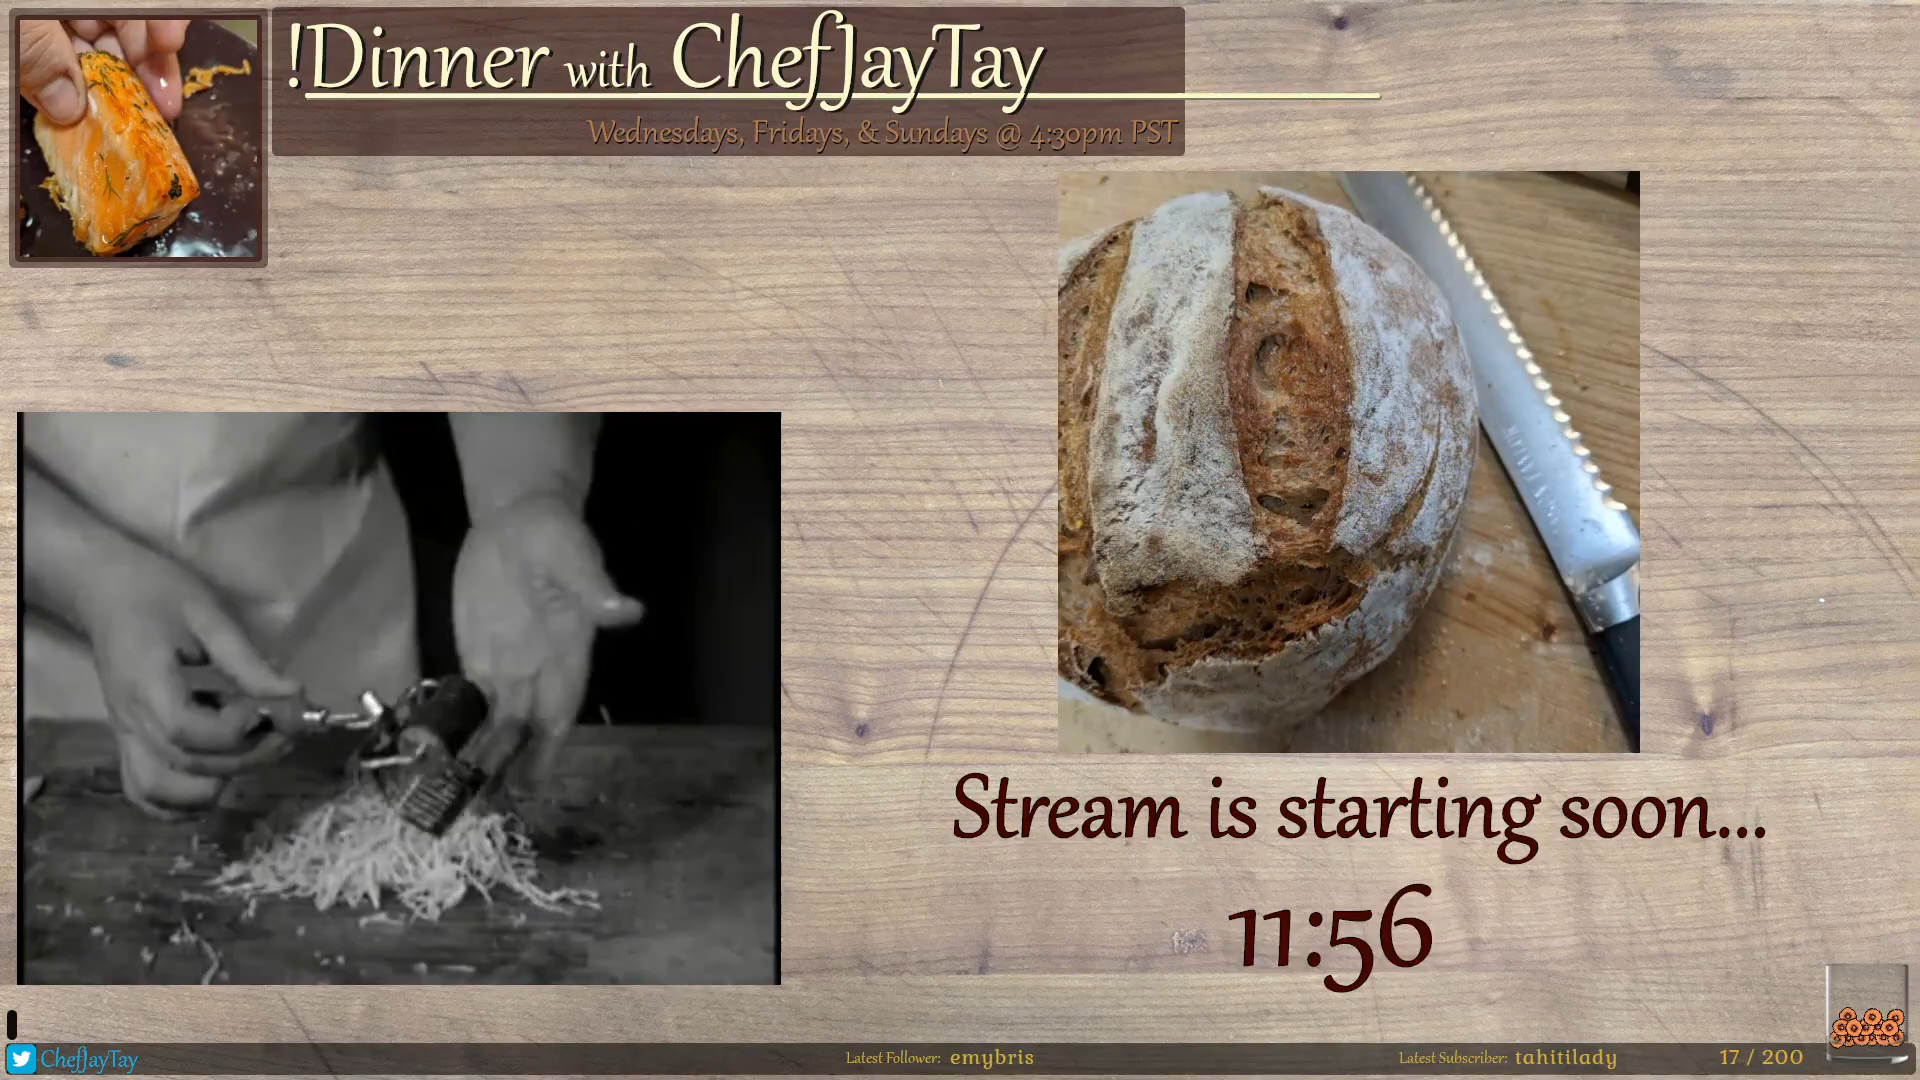 !Dinner with ChefJayTay
Wednesdays, Fridays, & Sundays @ 4:30pm PST
Stream is starting soon...
11:56
ChefJayTay
Latest Follower: emybris
Latest Subscriber: tahitilady
17 / 200